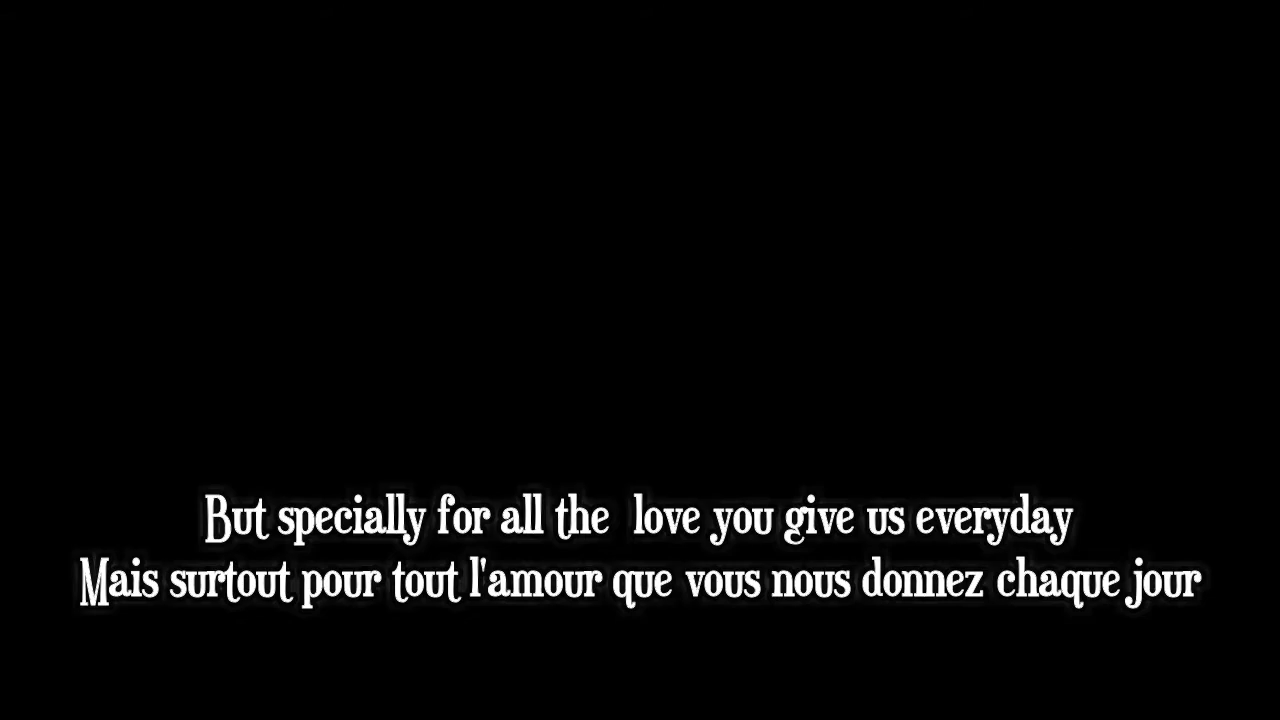 But specially for all the love you give us everyday
Mais surtout pour tout l'amour que vous nous donnez chaque jour